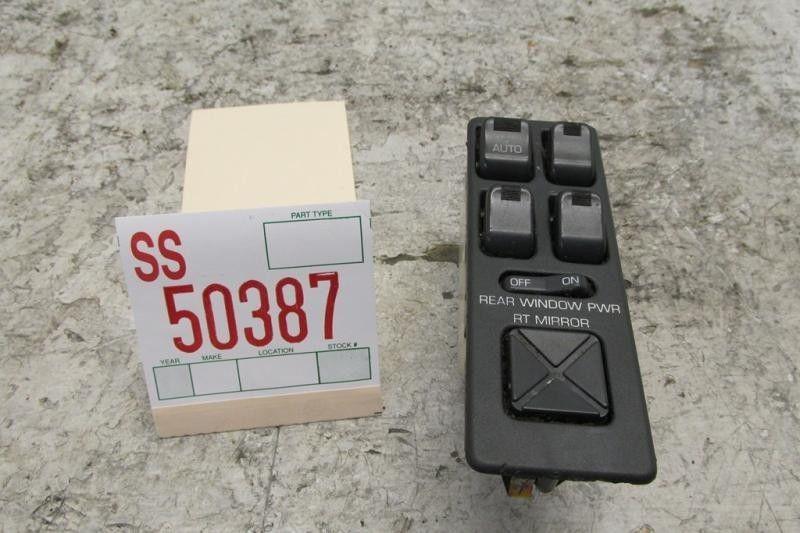 PART TYPE
SS
50387
YEAR MAKE LOCATION STOCK #
AUTO
OFF ON
REAR WINDOW PWR
RT MIRROR